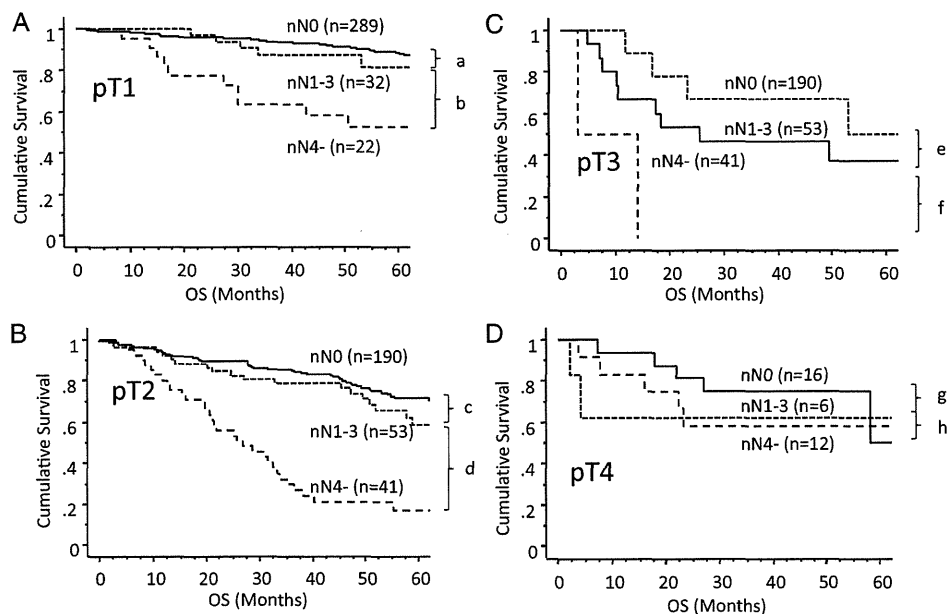 A
1
.8
.6
.4
.2
0
Cumulative Survival
pT1
nN0 (n=289)
nN1-3 (n=32)
nN4- (n=22)
a
b
0 10 20 30 40 50 60
OS (Months)
B
1
.8
.6
.4
.2
0
Cumulative Survival
pT2
nN0 (n=190)
nN1-3 (n=53)
nN4- (n=41)
c
d
0 10 20 30 40 50 60
OS (Months)
C
1
.8
.6
.4
.2
0
Cumulative Survival
pT3
nN0 (n=190)
nN1-3 (n=53)
nN4- (n=41)
e
f
0 10 20 30 40 50 60
OS (Months)
D
1
.8
.6
.4
.2
0
Cumulative Survival
pT4
nN0 (n=16)
nN1-3 (n=6)
nN4- (n=12)
g
h
0 10 20 30 40 50 60
OS (Months)